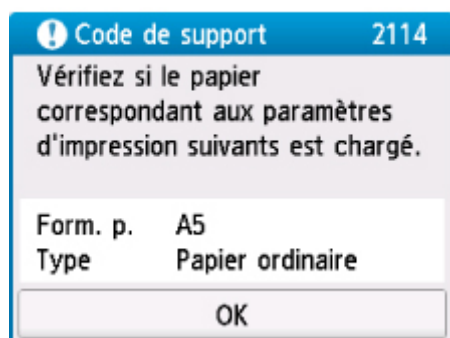 Code de support 2114
Vérifiez si le papier
correspondant aux paramètres
d'impression suivants est chargé.
Form. p. A5
Type Papier ordinaire
OK